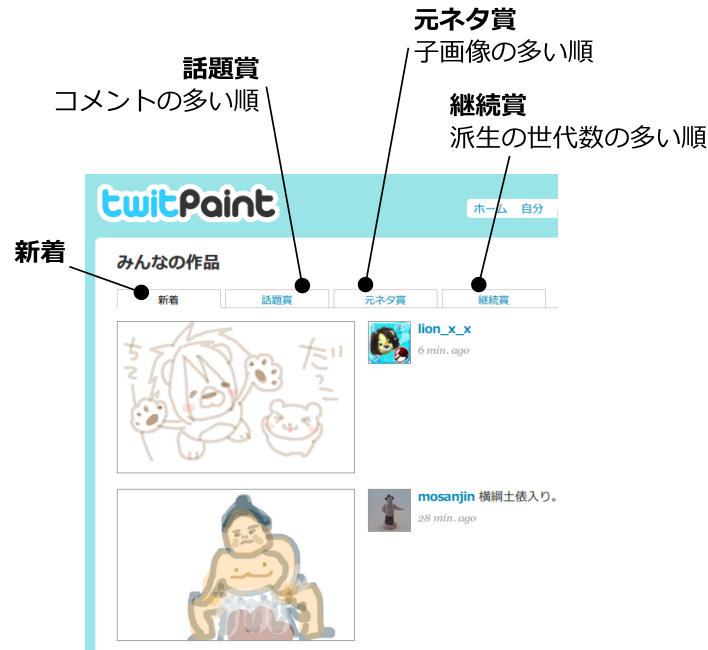 元ネタ賞
子画像の多い順
話題賞
コメントの多い順
継続賞
派生の世代数の多い順
twitPaint
ホーム 自分
新着
みんなの作品
新着 話題賞 元ネタ賞 継続賞
lion_x_x
6 min. ago
だっこ
mosanjin 横綱土俵入り。
28 min. ago